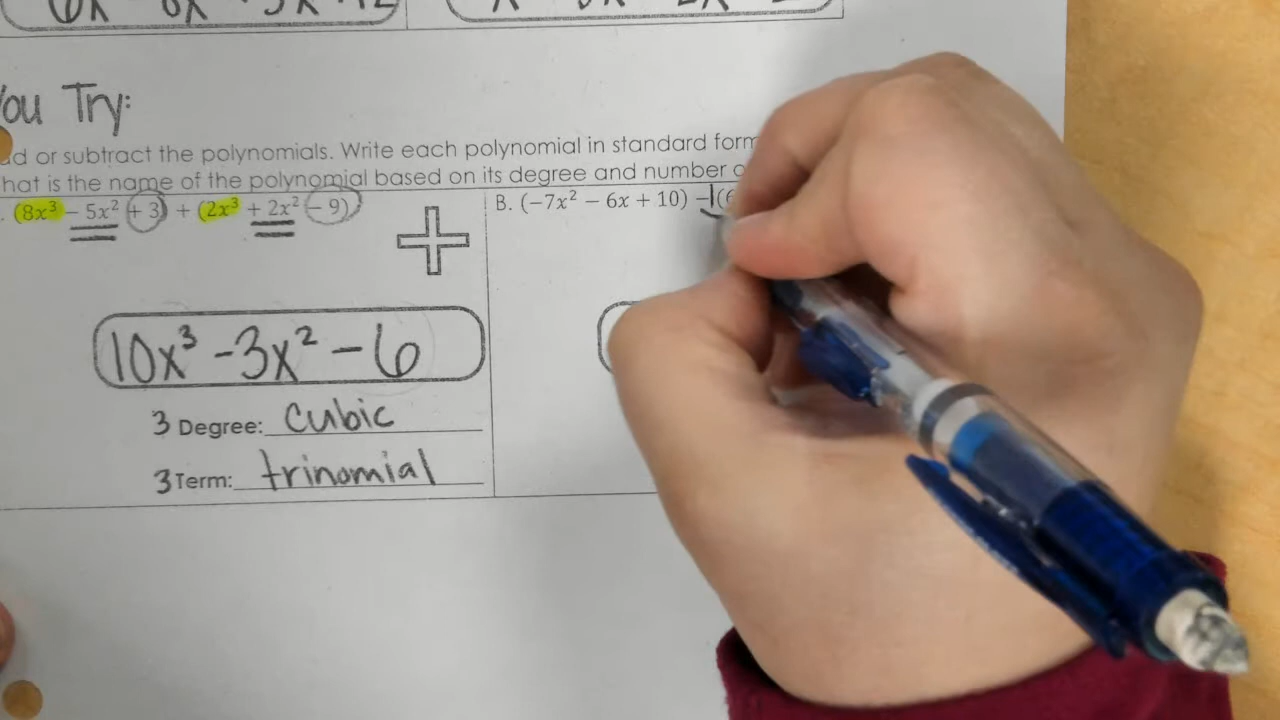 You Try:
or subtract the polynomials. Write each polynomial in standard form
hat is the name of the polynomial based on its degree and number o
(8x³ − 5x² + 3) + (2x³ + 2x² − 9)
B. (−7x² − 6x + 10) −1(6
10x³ -3x² -6
3 Degree: cubic
3 Term: trinomial